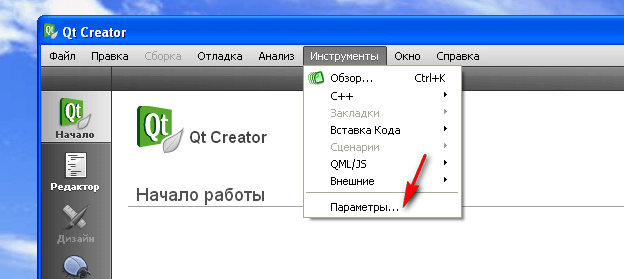 Qt Creator
Файл Правка Сборка Отладка Анализ Инструменты Окно Справка
Обзор... Ctrl+K
C++
Закладки
Вставка Кода
Сценарии
QML/JS
Внешние
Параметры...
Qt
Начало
Редактор
Дизайн
Qt
Qt Creator
Начало работы